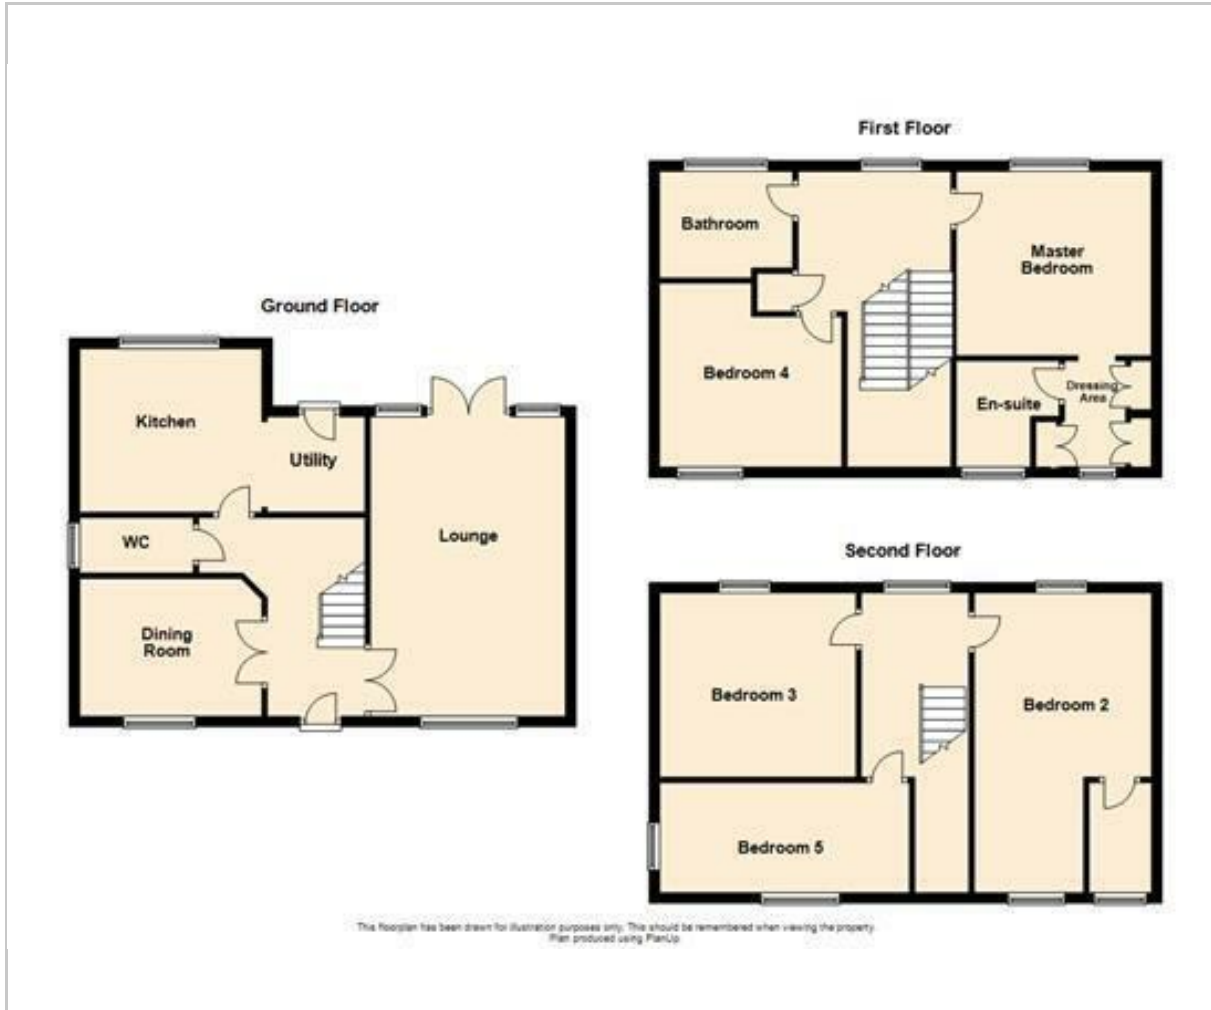 First Floor
Bathroom
Master
Bedroom
Bedroom 4
En-suite
Dressing
Area
Ground Floor
Kitchen
Utility
WC
Lounge
Dining
Room
Second Floor
Bedroom 3
Bedroom 2
Bedroom 5
This floorplan has been drawn for illustration purposes only. This should be remembered when viewing the property.
Plan produced using PlanUp.